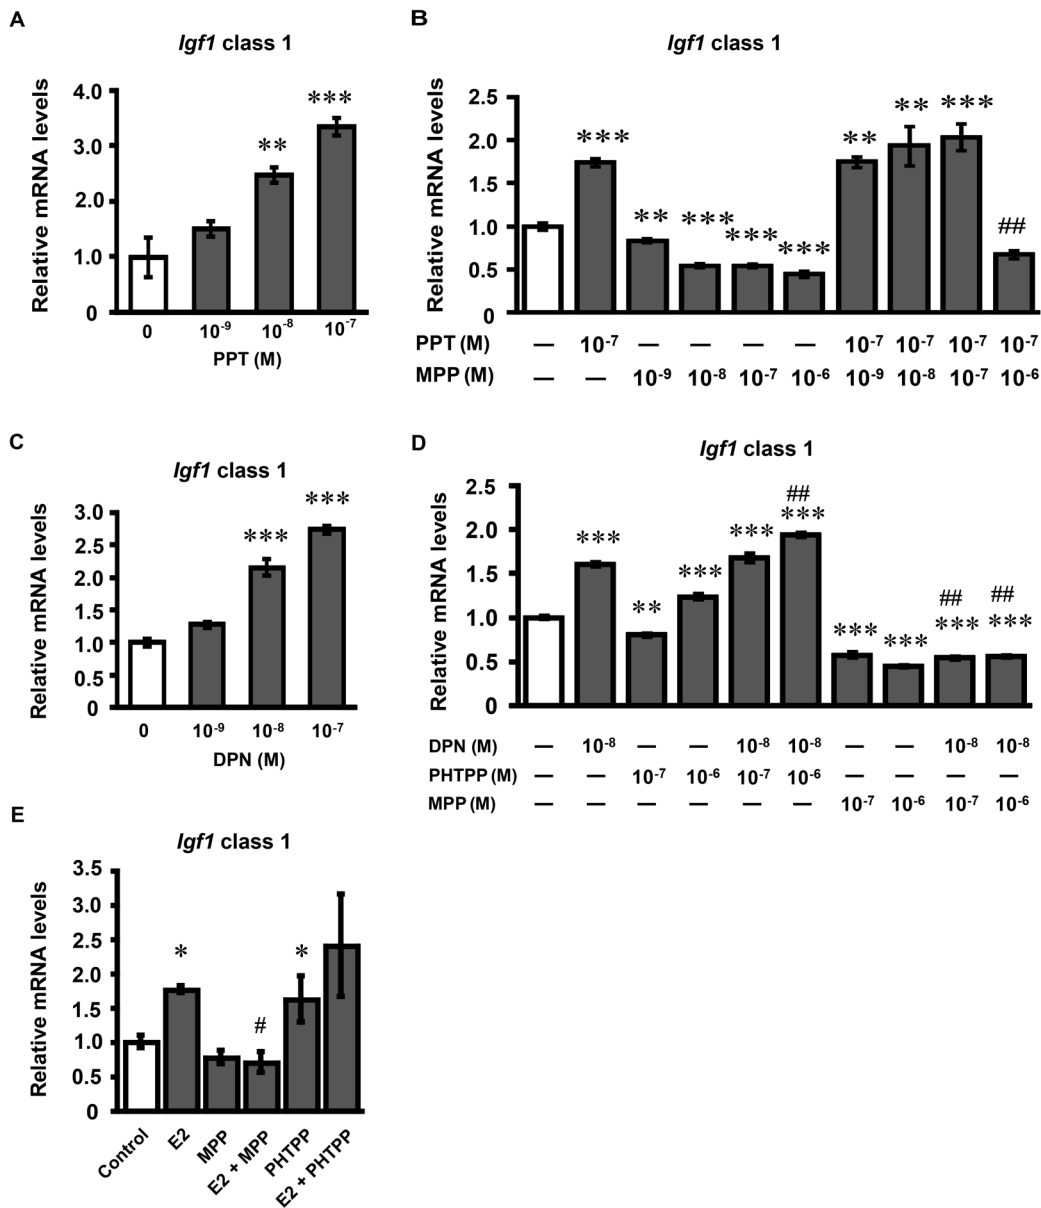 A
Igf1 class 1
Relative mRNA levels
4.0
3.0
2.0
1.0
0
**
***
0
10-9
10-8
10-7
PPT (M)
B
Igf1 class 1
Relative mRNA levels
2.5
2.0
1.5
1.0
0.5
0
***
**
***
***
***
**
**
***
##
PPT (M) — 10-7 — — — — 10-7 10-7 10-7 10-7
MPP (M) — — 10-9 10-8 10-7 10-6 10-9 10-8 10-7 10-6
C
Igf1 class 1
Relative mRNA levels
3.0
2.5
2.0
1.5
1.0
0.5
0
***
***
0
10-9
10-8
10-7
DPN (M)
D
Igf1 class 1
Relative mRNA levels
2.5
2.0
1.5
1.0
0.5
0
***
**
***
***
##
***
***
***
##
***
##
***
DPN (M) — 10-8 — — 10-8 10-8 — — 10-8 10-8
PHTPP (M) — — 10-7 10-6 10-7 10-6 — — — —
MPP (M) — — — — — — 10-7 10-6 10-7 10-6
E
Igf1 class 1
Relative mRNA levels
3.5
3.0
2.5
2.0
1.5
1.0
0.5
0
*
#
*
Control
E2
MPP
E2 + MPP
PHTPP
E2 + PHTPP